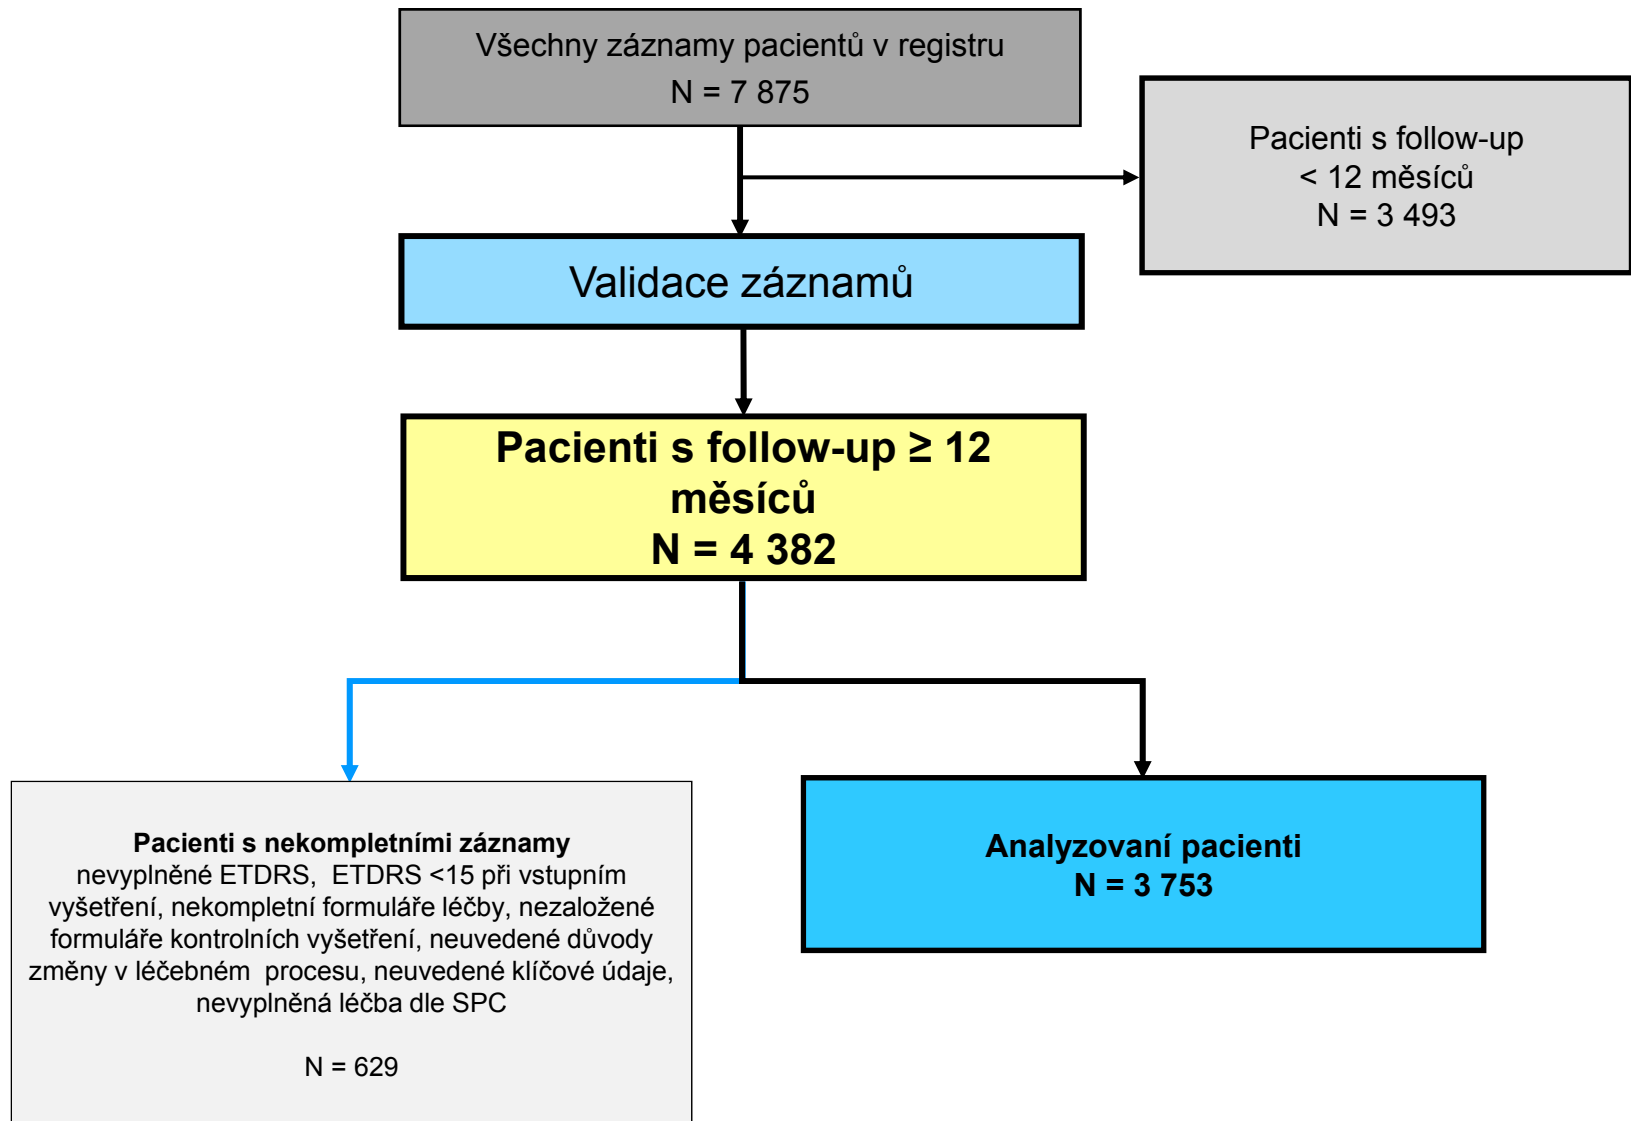 Všechny záznamy pacientů v registru
N = 7 875
Pacienti s follow-up
< 12 měsíců
N = 3 493
Validace záznamů
Pacienti s follow-up ≥ 12
měsíců
N = 4 382
Pacienti s nekompletními záznamy
nevyplněné ETDRS,  ETDRS <15 při vstupním
vyšetření, nekompletní formuláře léčby, nezaložené
formuláře kontrolních vyšetření, neuvedené důvody
změny v léčebném  procesu, neuvedené klíčové údaje,
nevyplněná léčba dle SPC
N = 629
Analyzovaní pacienti
N = 3 753